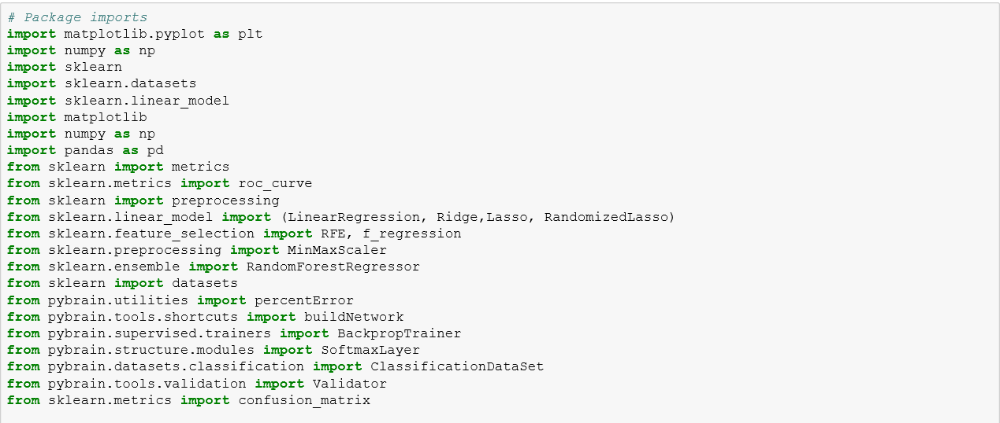 # Package imports
import matplotlib.pyplot as plt
import numpy as np
import sklearn
import sklearn.datasets
import sklearn.linear_model
import matplotlib
import numpy as np
import pandas as pd
from sklearn import metrics
from sklearn.metrics import roc_curve
from sklearn import preprocessing
from sklearn.linear_model import (LinearRegression, Ridge,Lasso, RandomizedLasso)
from sklearn.feature_selection import RFE, f_regression
from sklearn.preprocessing import MinMaxScaler
from sklearn.ensemble import RandomForestRegressor
from sklearn import datasets
from pybrain.utilities import percentError
from pybrain.tools.shortcuts import buildNetwork
from pybrain.supervised.trainers import BackpropTrainer
from pybrain.structure.modules import SoftmaxLayer
from pybrain.datasets.classification import ClassificationDataSet
from pybrain.tools.validation import Validator
from sklearn.metrics import confusion_matrix